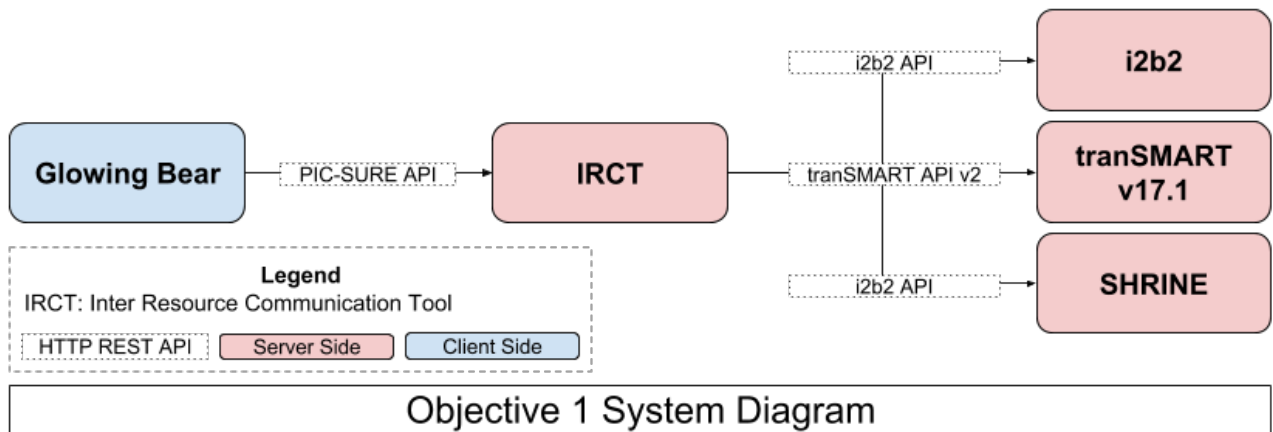 i2b2 API
i2b2
Glowing Bear
PIC-SURE API
IRCT
tranSMART API v2
tranSMART
v17.1
i2b2 API
SHRINE
Legend
IRCT: Inter Resource Communication Tool
HTTP REST API
Server Side
Client Side
Objective 1 System Diagram